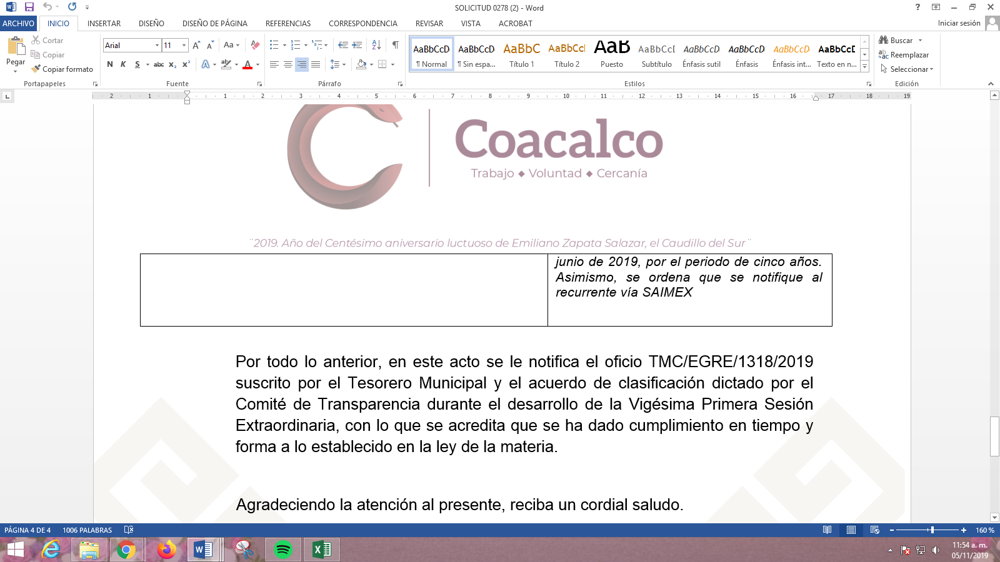 SOLICITUD 0278 (2) - Word
ARCHIVO INICIO INSERTAR DISEÑO DISEÑO DE PÁGINA REFERENCIAS CORRESPONDENCIA REVISAR VISTA ACROBAT Iniciar sesión
Pegar
Cortar
Copiar
Copiar formato
Portapapeles
Arial 11
Fuente
Párrafo
AaBbCcDc AaBbCcDc AaBbC AaBbCcI AaB AaBbCcD AaBbCcD AaBbCcD AaBbCcD AaBbCcD
¶ Normal ¶ Sin espa... Título 1 Título 2 Puesto Subtítulo Énfasis sutil Énfasis Énfasis int... Texto en n...
Estilos
Buscar
Reemplazar
Seleccionar
Edición
2 1 1 2 3 4 5 6 7 8 9 10 11 12 13 14 15 16 17 18 19
Coacalco
Trabajo ◆ Voluntad ◆ Cercanía
¨2019. Año del Centésimo aniversario luctuoso de Emiliano Zapata Salazar, el Caudillo del Sur¨
junio de 2019, por el periodo de cinco años.
Asimismo, se ordena que se notifique al
recurrente vía SAIMEX
Por todo lo anterior, en este acto se le notifica el oficio TMC/EGRE/1318/2019
suscrito por el Tesorero Municipal y el acuerdo de clasificación dictado por el
Comité de Transparencia durante el desarrollo de la Vigésima Primera Sesión
Extraordinaria, con lo que se acredita que se ha dado cumplimiento en tiempo y
forma a lo establecido en la ley de la materia.
Agradeciendo la atención al presente, reciba un cordial saludo.
PÁGINA 4 DE 4 1006 PALABRAS 160 %
11:54 a. m.
05/11/2019